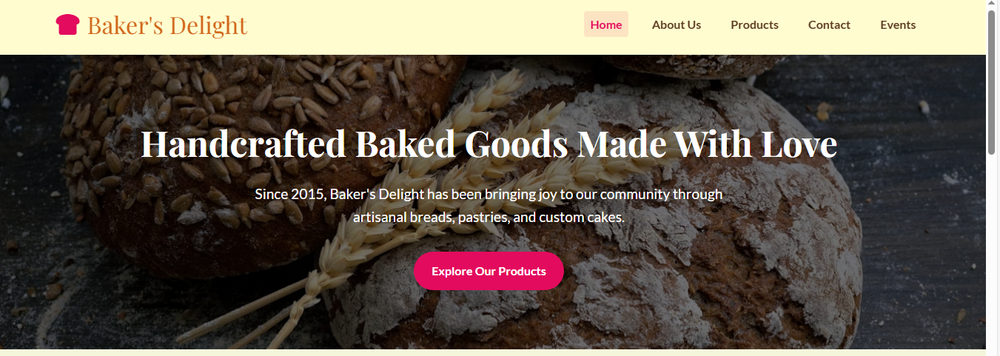 Baker's Delight
Home
About Us
Products
Contact
Events
Handcrafted Baked Goods Made With Love
Since 2015, Baker's Delight has been bringing joy to our community through
artisanal breads, pastries, and custom cakes.
Explore Our Products